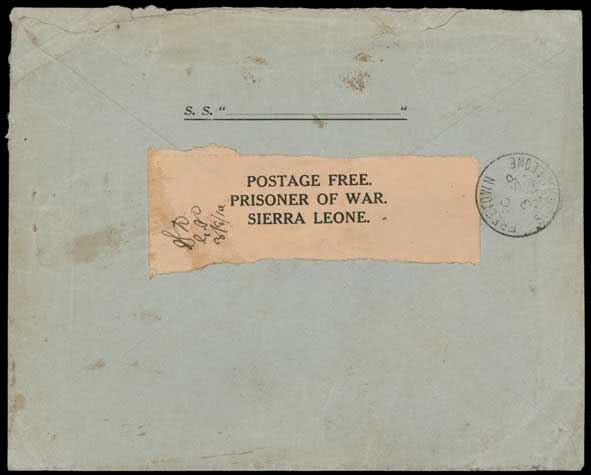 S. S. “ ”
POSTAGE FREE.
PRISONER OF WAR.
SIERRA LEONE.
FREETOWN
SIERRA LEONE